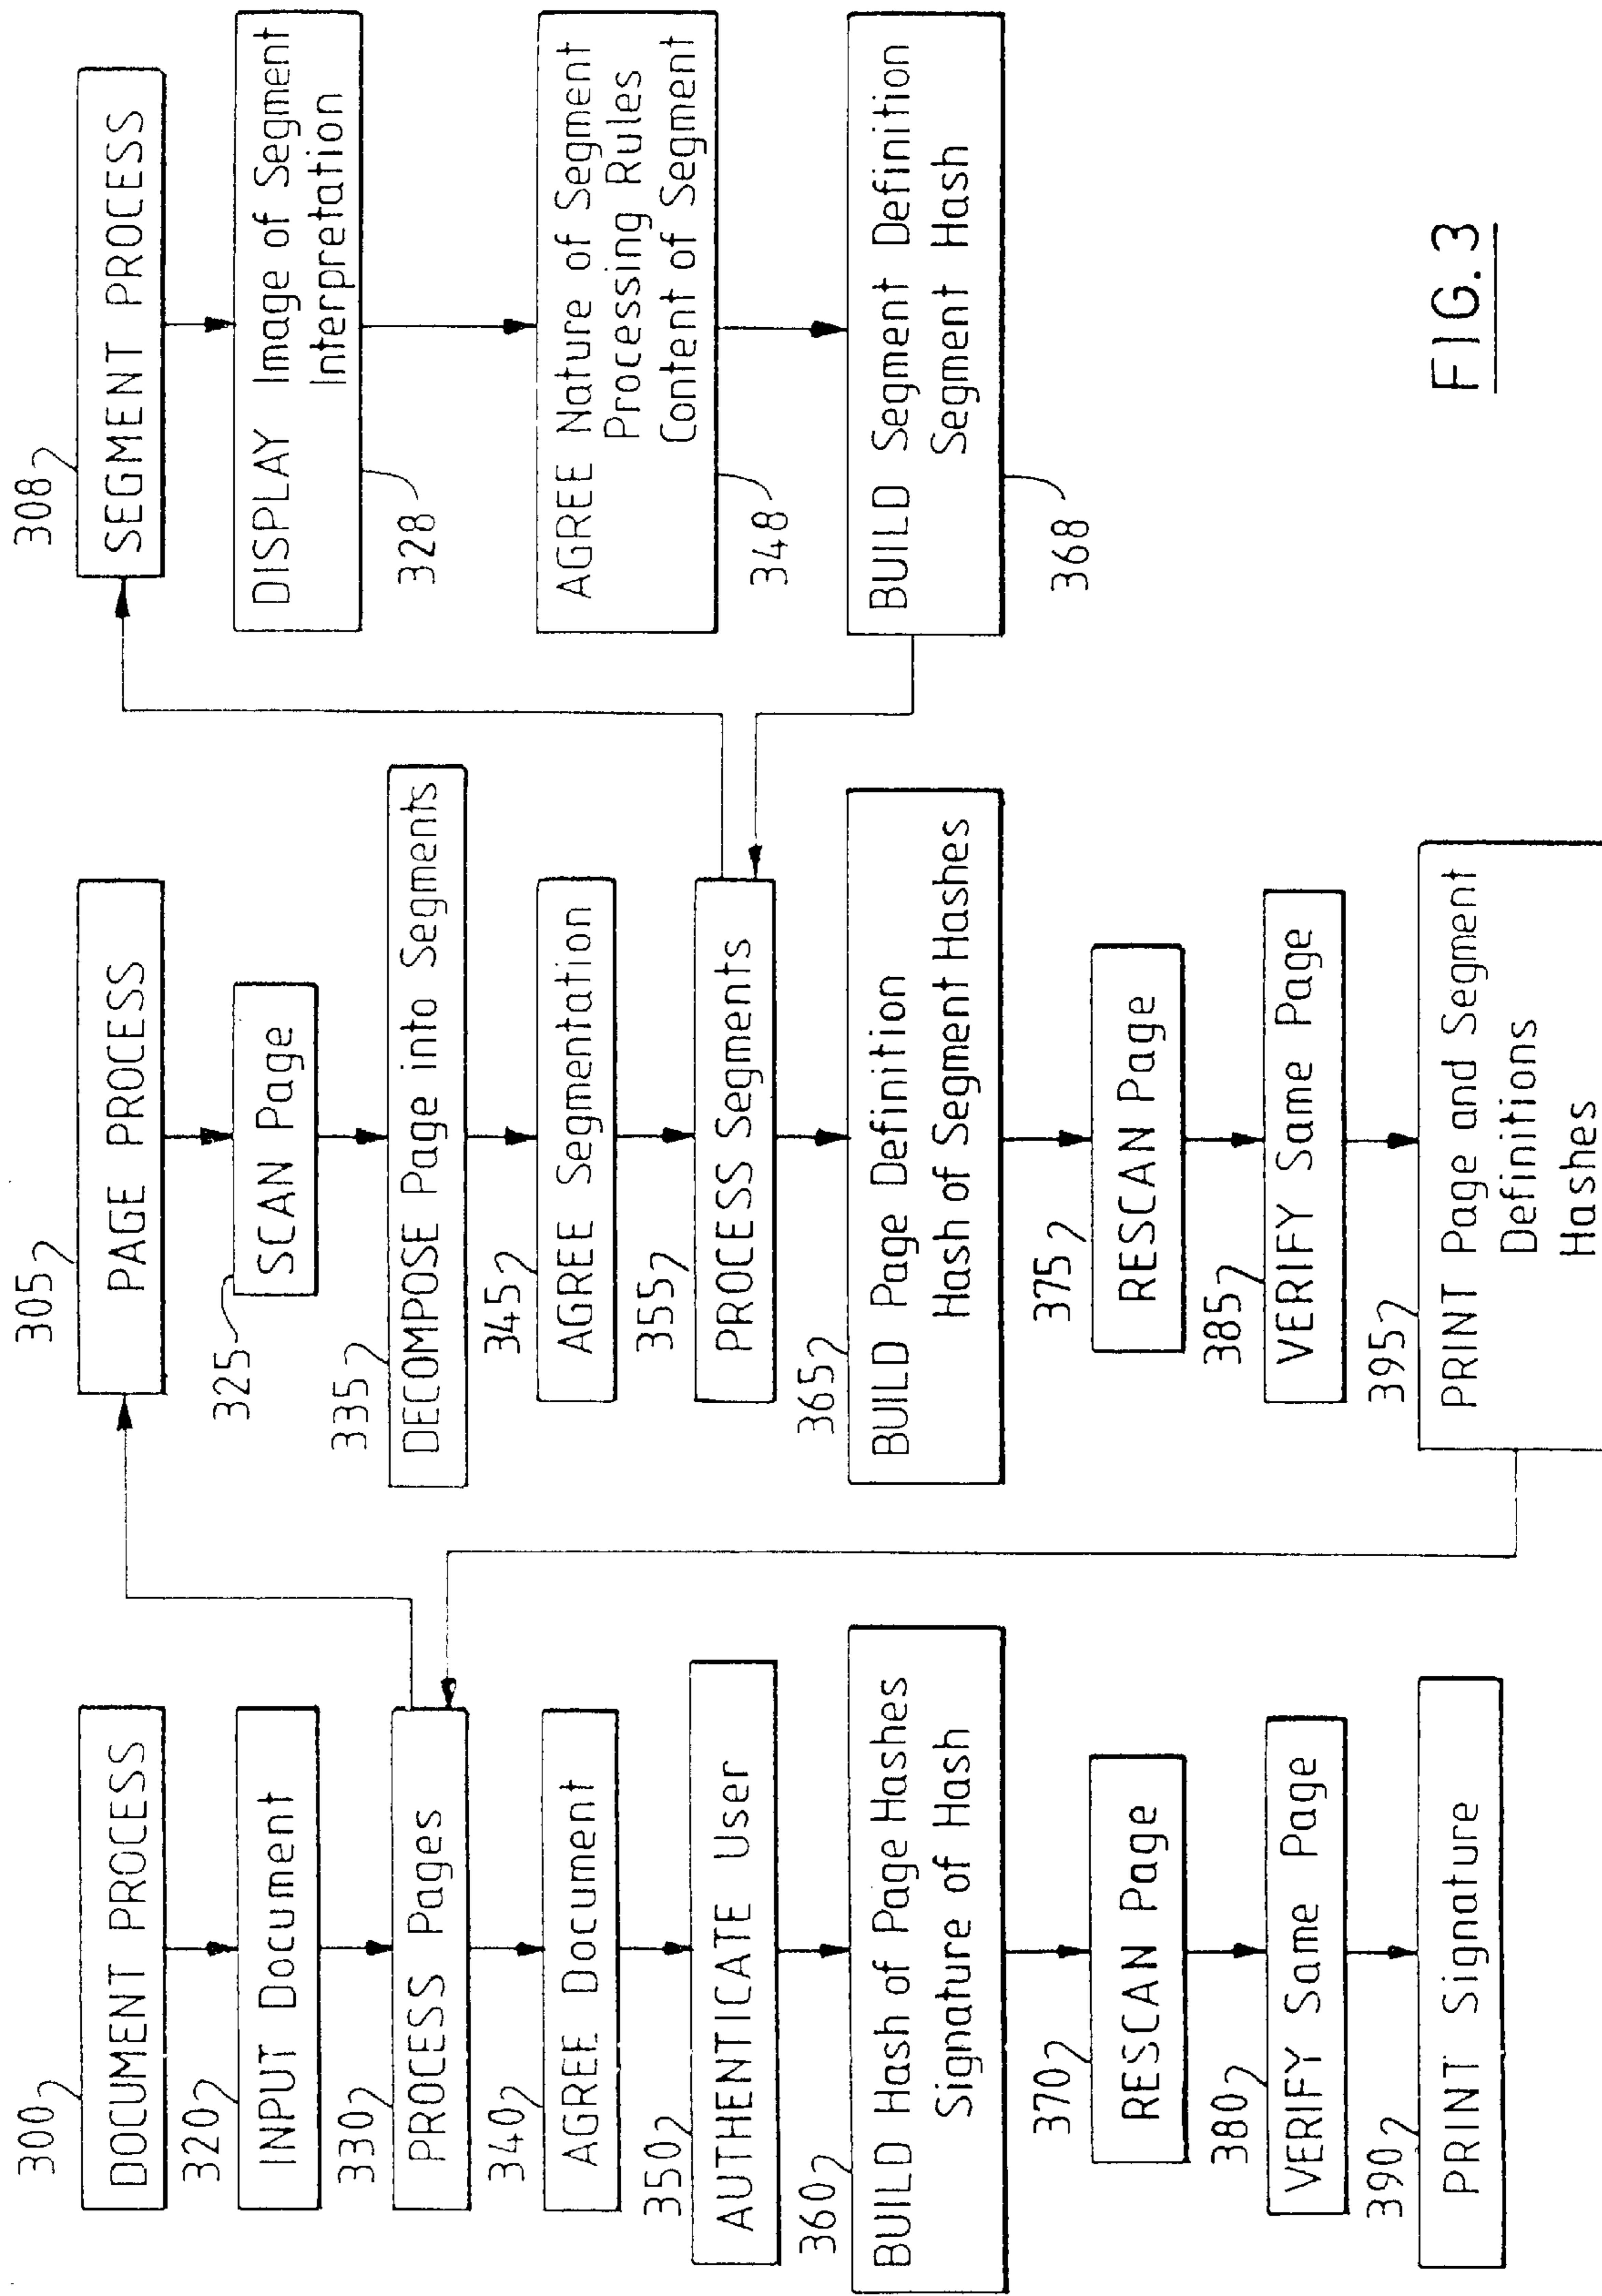 300
DOCUMENT PROCESS
320
INPUT Document
330
PROCESS Pages
340
AGREE Document
350
AUTHENTICATE User
360
BUILD Hash of Page Hashes
Signature of Hash
370
RESCAN Page
380
VERIFY Same Page
390
PRINT Signature
305
PAGE PROCESS
325
SCAN Page
335
DECOMPOSE Page into Segments
345
AGREE Segmentation
355
PROCESS Segments
365
BUILD Page Definition
Hash of Segment Hashes
375
RESCAN Page
385
VERIFY Same Page
395
PRINT Page and Segment
Definitions
Hashes
308
SEGMENT PROCESS
DISPLAY Image of Segment
Interpretation
328
AGREE Nature of Segment
Processing Rules
Content of Segment
348
BUILD Segment Definition
Segment Hash
368
FIG.3